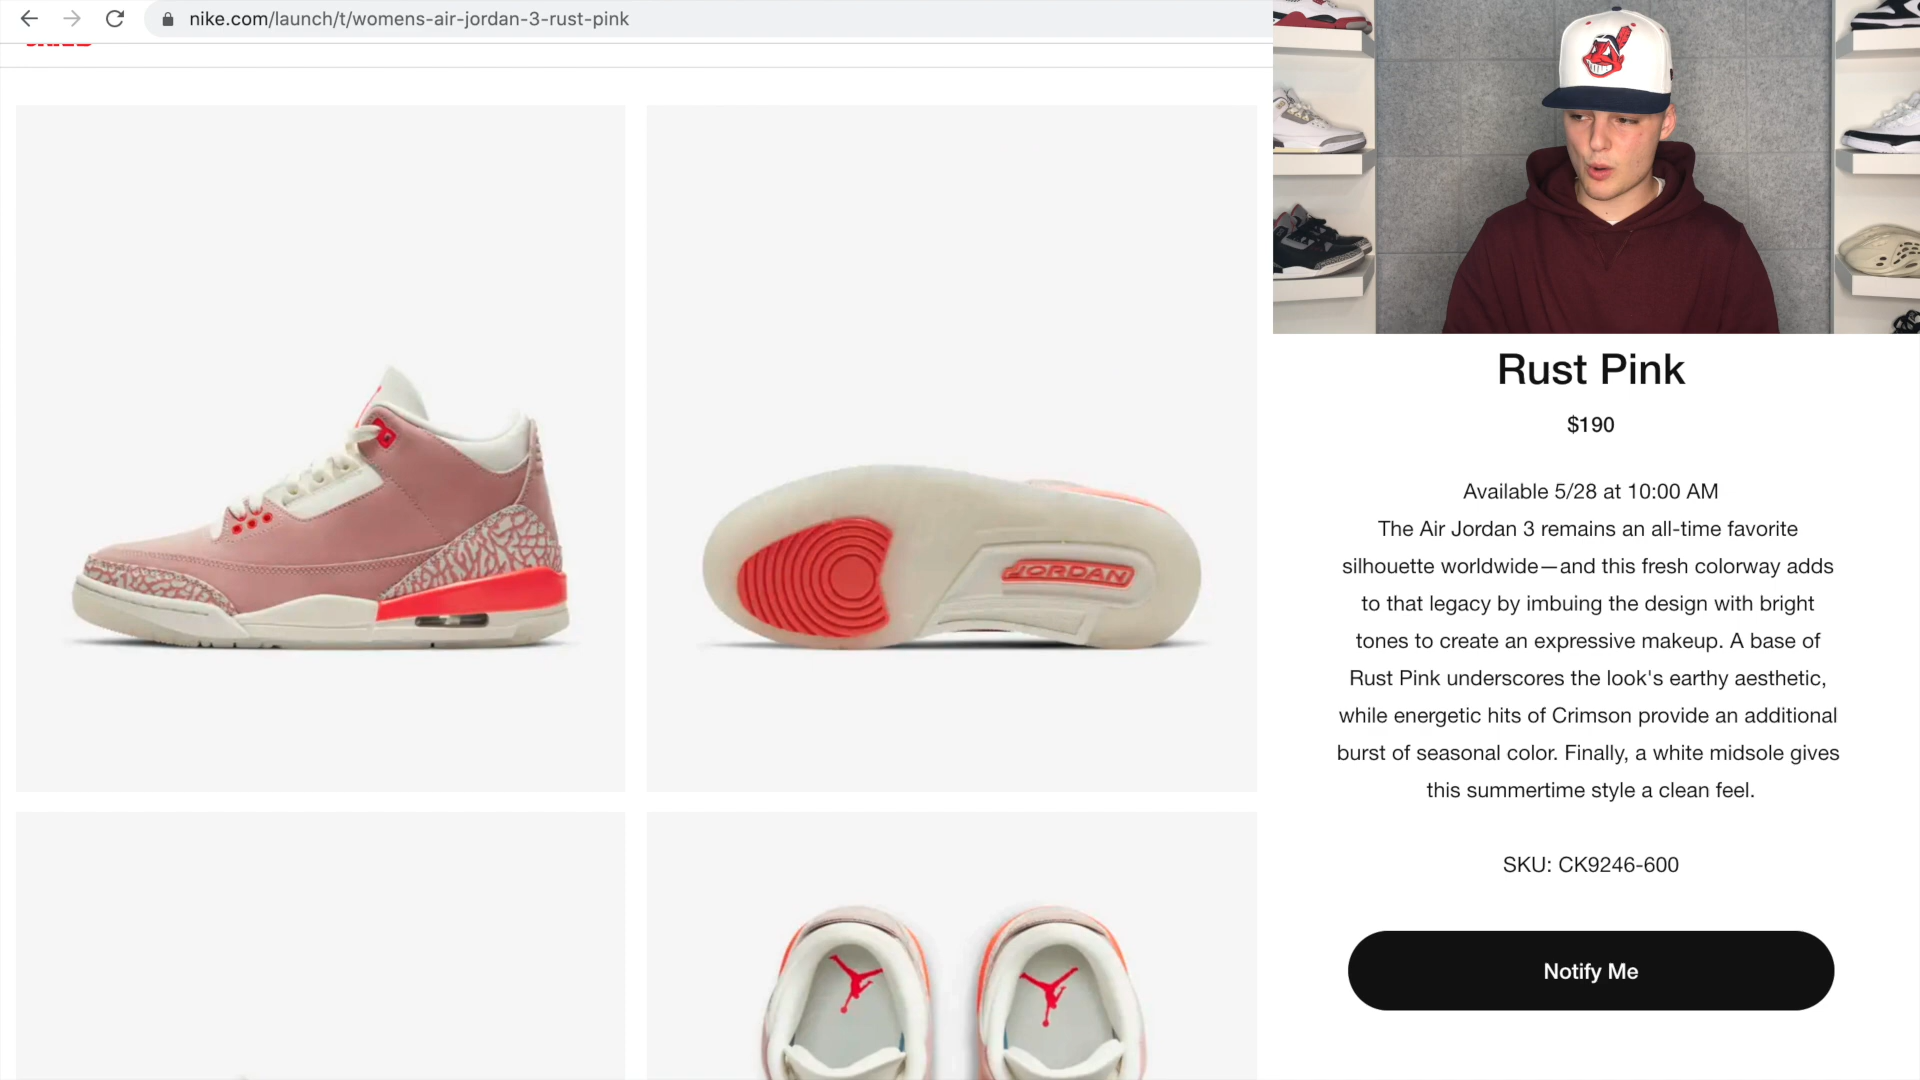 nike.com/launch/t/womens-air-jordan-3-rust-pink
Rust Pink
$190
Available 5/28 at 10:00 AM
The Air Jordan 3 remains an all-time favorite
silhouette worldwide—and this fresh colorway adds
to that legacy by imbuing the design with bright
tones to create an expressive makeup. A base of
Rust Pink underscores the look's earthy aesthetic,
while energetic hits of Crimson provide an additional
burst of seasonal color. Finally, a white midsole gives
this summertime style a clean feel.
SKU: CK9246-600
Notify Me
JORDAN